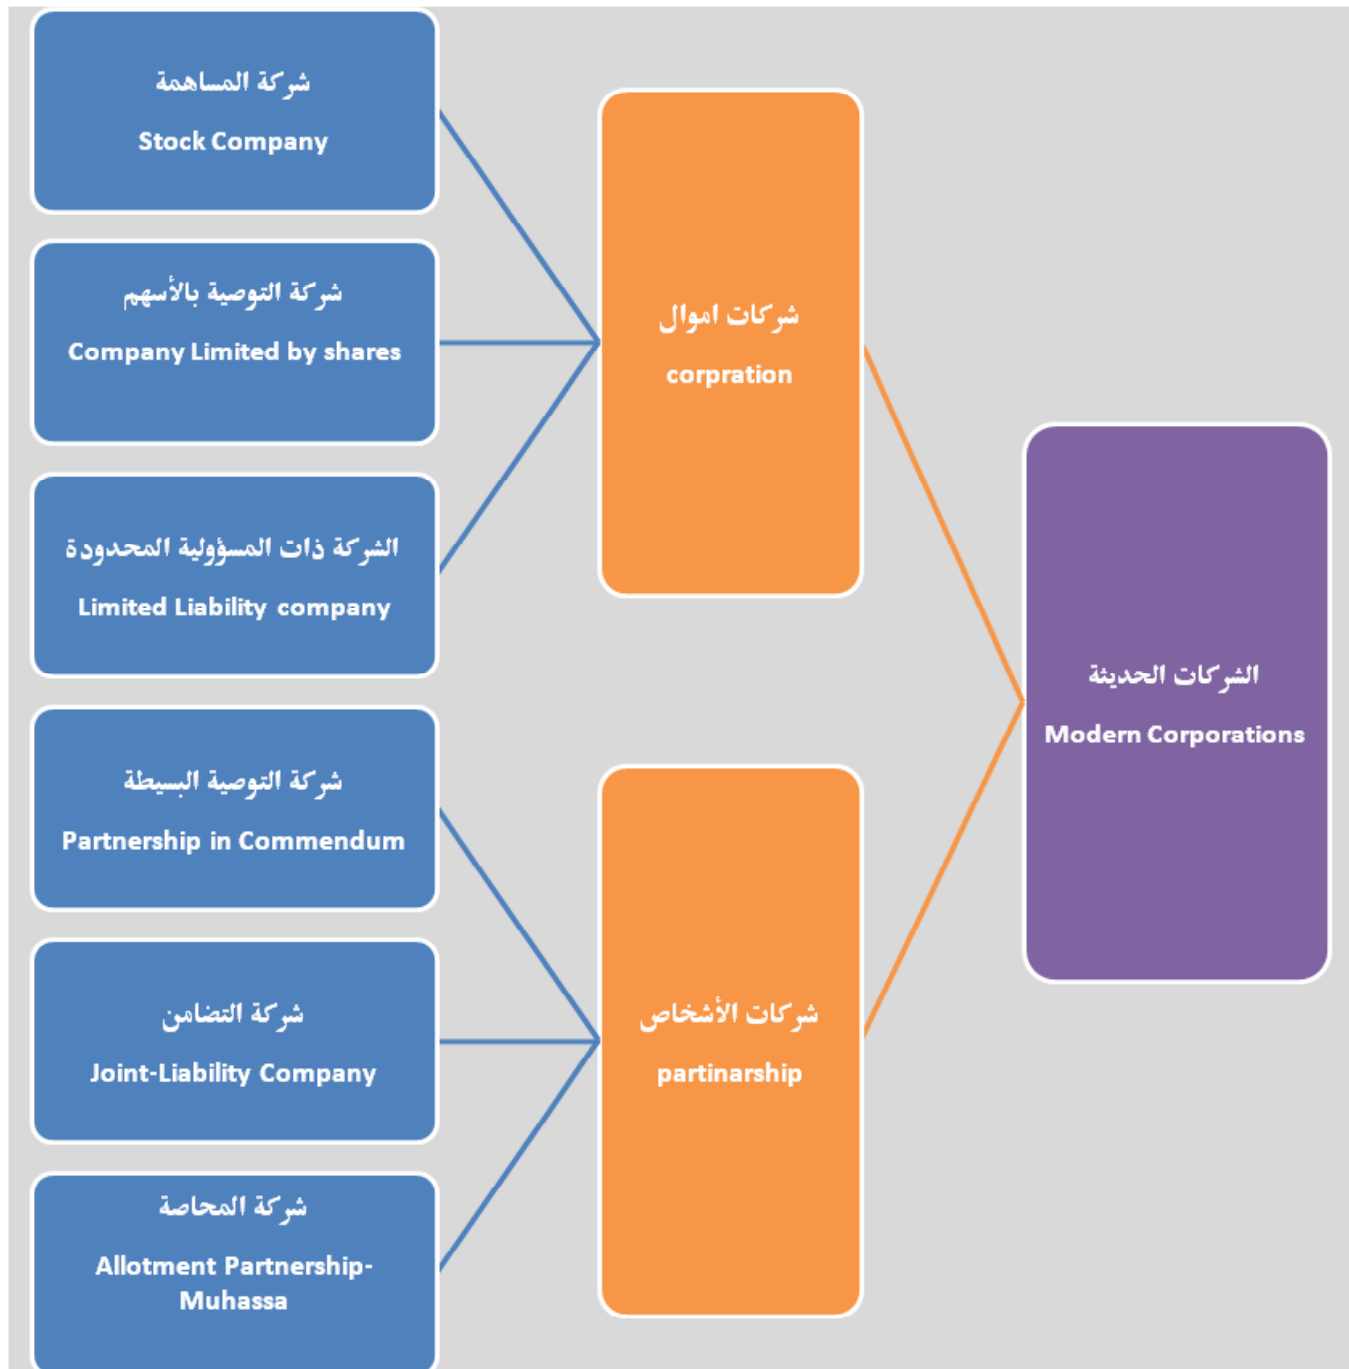 شركة المساهمة
Stock Company
شركة التوصية بالأسهم
Company Limited by shares
الشركة ذات المسؤولية المحدودة
Limited Liability company
شركة التوصية البسيطة
Partnership in Commendum
شركة التضامن
Joint-Liability Company
شركة المحاصة
Allotment Partnership-
Muhassa
شركات اموال
corpration
شركات الأشخاص
partinarship
الشركات الحديثة
Modern Corporations